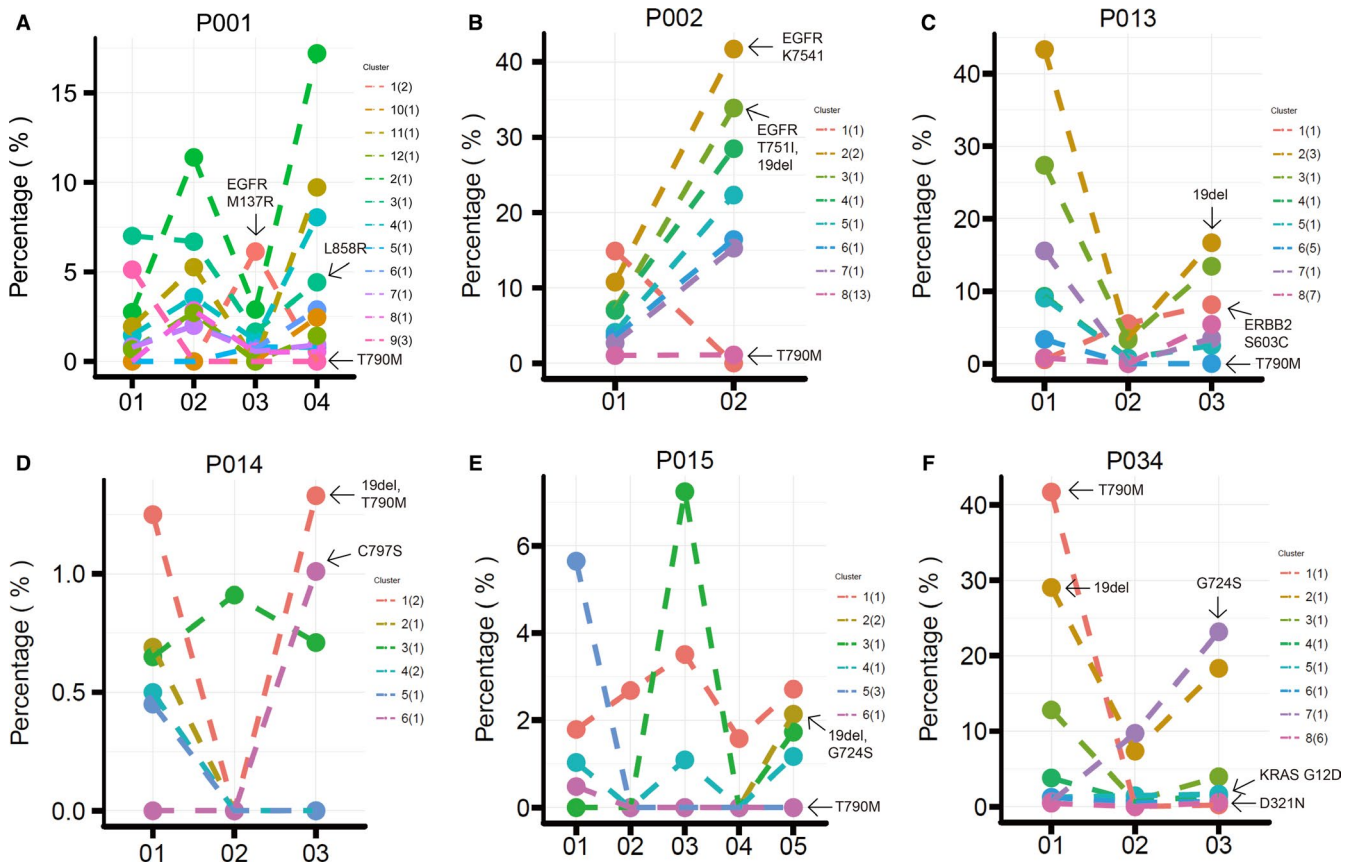 A
P001
Percentage ( % )
15
10
5
0
01 02 03 04
EGFR
M137R
L858R
T790M
Cluster
1(2)
10(1)
11(1)
12(1)
2(1)
3(1)
4(1)
5(1)
6(1)
7(1)
8(1)
9(3)
B
P002
Percentage ( % )
40
30
20
10
0
01 02
EGFR
K7541
EGFR
T751I,
19del
T790M
Cluster
1(1)
2(2)
3(1)
4(1)
5(1)
6(1)
7(1)
8(13)
C
P013
Percentage ( % )
40
30
20
10
0
01 02 03
19del
ERBB2
S603C
T790M
Cluster
1(1)
2(3)
3(1)
4(1)
5(1)
6(5)
7(1)
8(7)
D
P014
Percentage ( % )
1.0
0.5
0.0
01 02 03
19del,
T790M
C797S
Cluster
1(2)
2(1)
3(1)
4(2)
5(1)
6(1)
E
P015
Percentage ( % )
6
4
2
0
01 02 03 04 05
19del,
G724S
T790M
Cluster
1(1)
2(2)
3(1)
4(1)
5(3)
6(1)
F
P034
Percentage ( % )
40
30
20
10
0
01 02 03
T790M
19del
G724S
KRAS G12D
D321N
Cluster
1(1)
2(1)
3(1)
4(1)
5(1)
6(1)
7(1)
8(6)